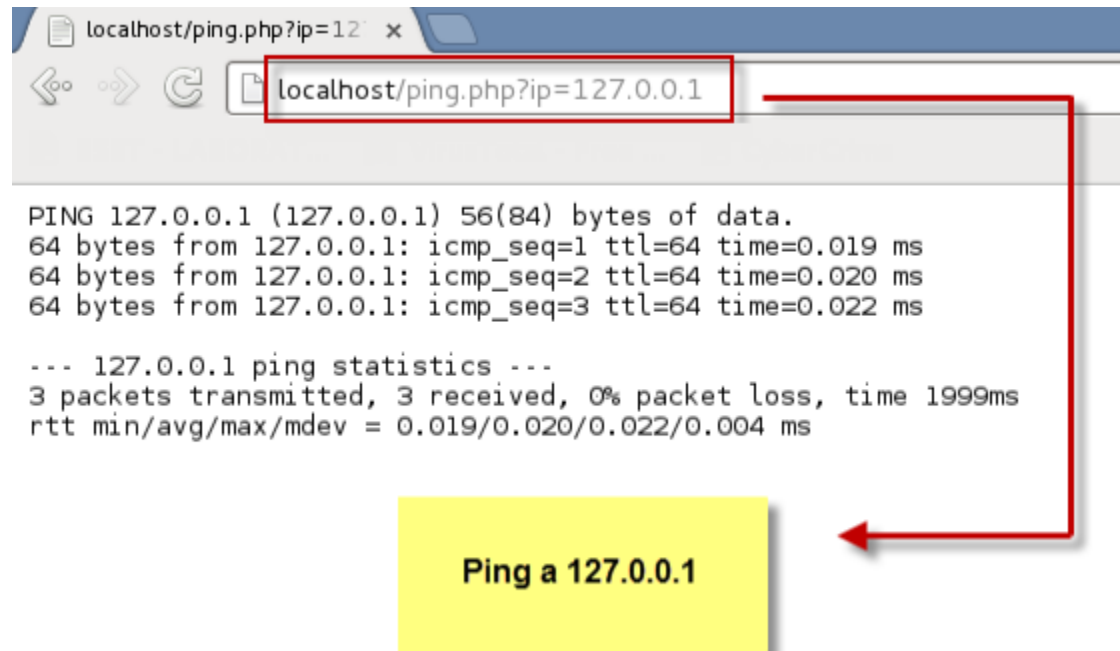 localhost/ping.php?ip=12
localhost/ping.php?ip=127.0.0.1
PING 127.0.0.1 (127.0.0.1) 56(84) bytes of data.
64 bytes from 127.0.0.1: icmp_seq=1 ttl=64 time=0.019 ms
64 bytes from 127.0.0.1: icmp_seq=2 ttl=64 time=0.020 ms
64 bytes from 127.0.0.1: icmp_seq=3 ttl=64 time=0.022 ms
--- 127.0.0.1 ping statistics ---
3 packets transmitted, 3 received, 0% packet loss, time 1999ms
rtt min/avg/max/mdev = 0.019/0.020/0.022/0.004 ms
Ping a 127.0.0.1